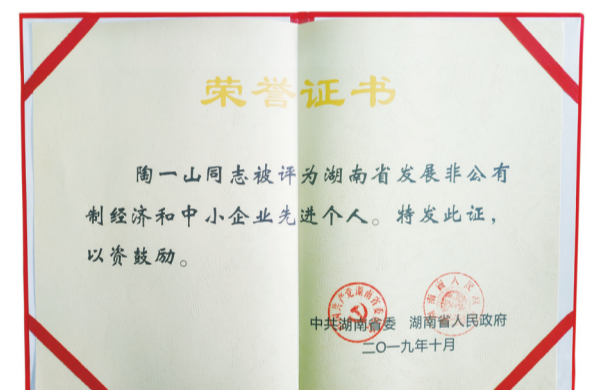 荣誉证书
陶一山同志被评为湖南省发展非公有
制经济和中小企业先进个人。特发此证，
以资鼓励。
中共湖南省委 湖南省人民政府
二〇一九年十月